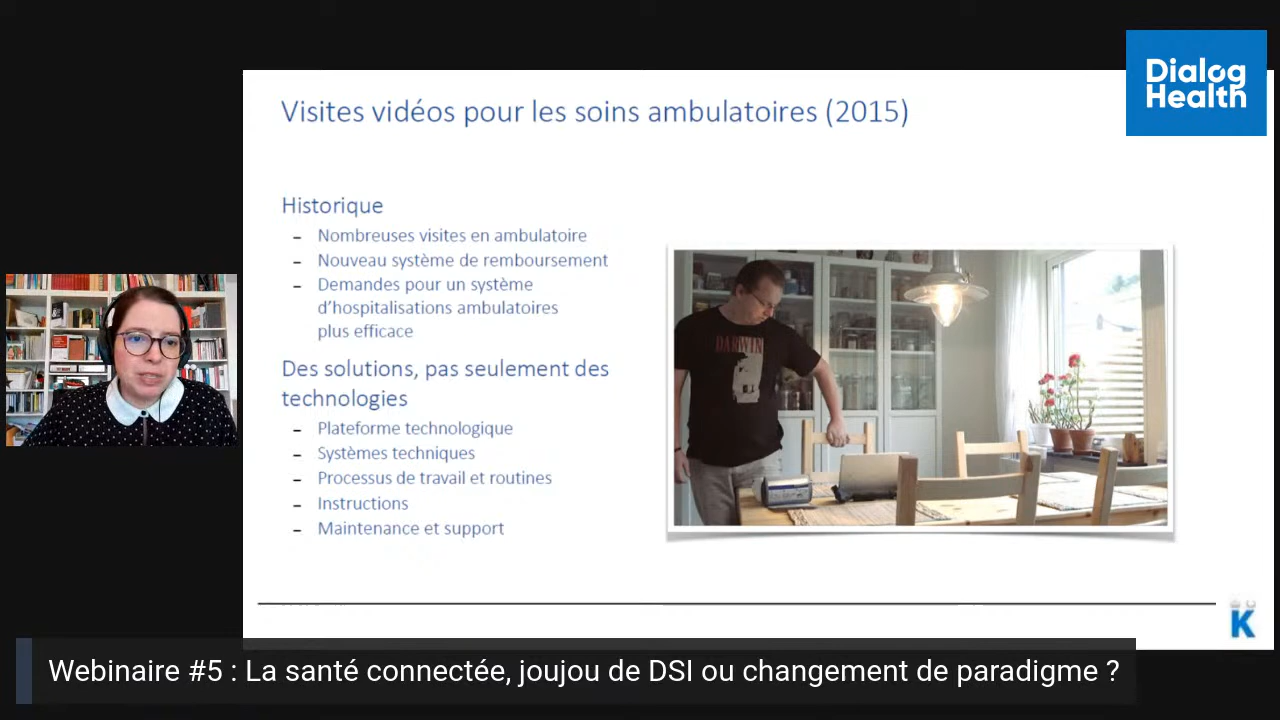 Dialog
Health
Visites vidéos pour les soins ambulatoires (2015)
Historique
– Nombreuses visites en ambulatoire
– Nouveau système de remboursement
– Demandes pour un système
d’hospitalisations ambulatoires
plus efficace
Des solutions, pas seulement des
technologies
– Plateforme technologique
– Systèmes techniques
– Processus de travail et routines
– Instructions
– Maintenance et support
DARWIN
K
Webinaire #5 : La santé connectée, joujou de DSI ou changement de paradigme ?